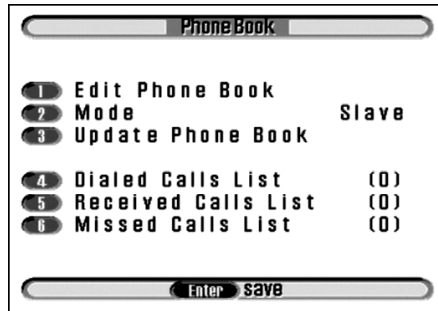 Phone Book
1 Edit Phone Book
2 Mode Slave
3 Update Phone Book
4 Dialed Calls List (0)
5 Received Calls List (0)
6 Missed Calls List (0)
Enter save